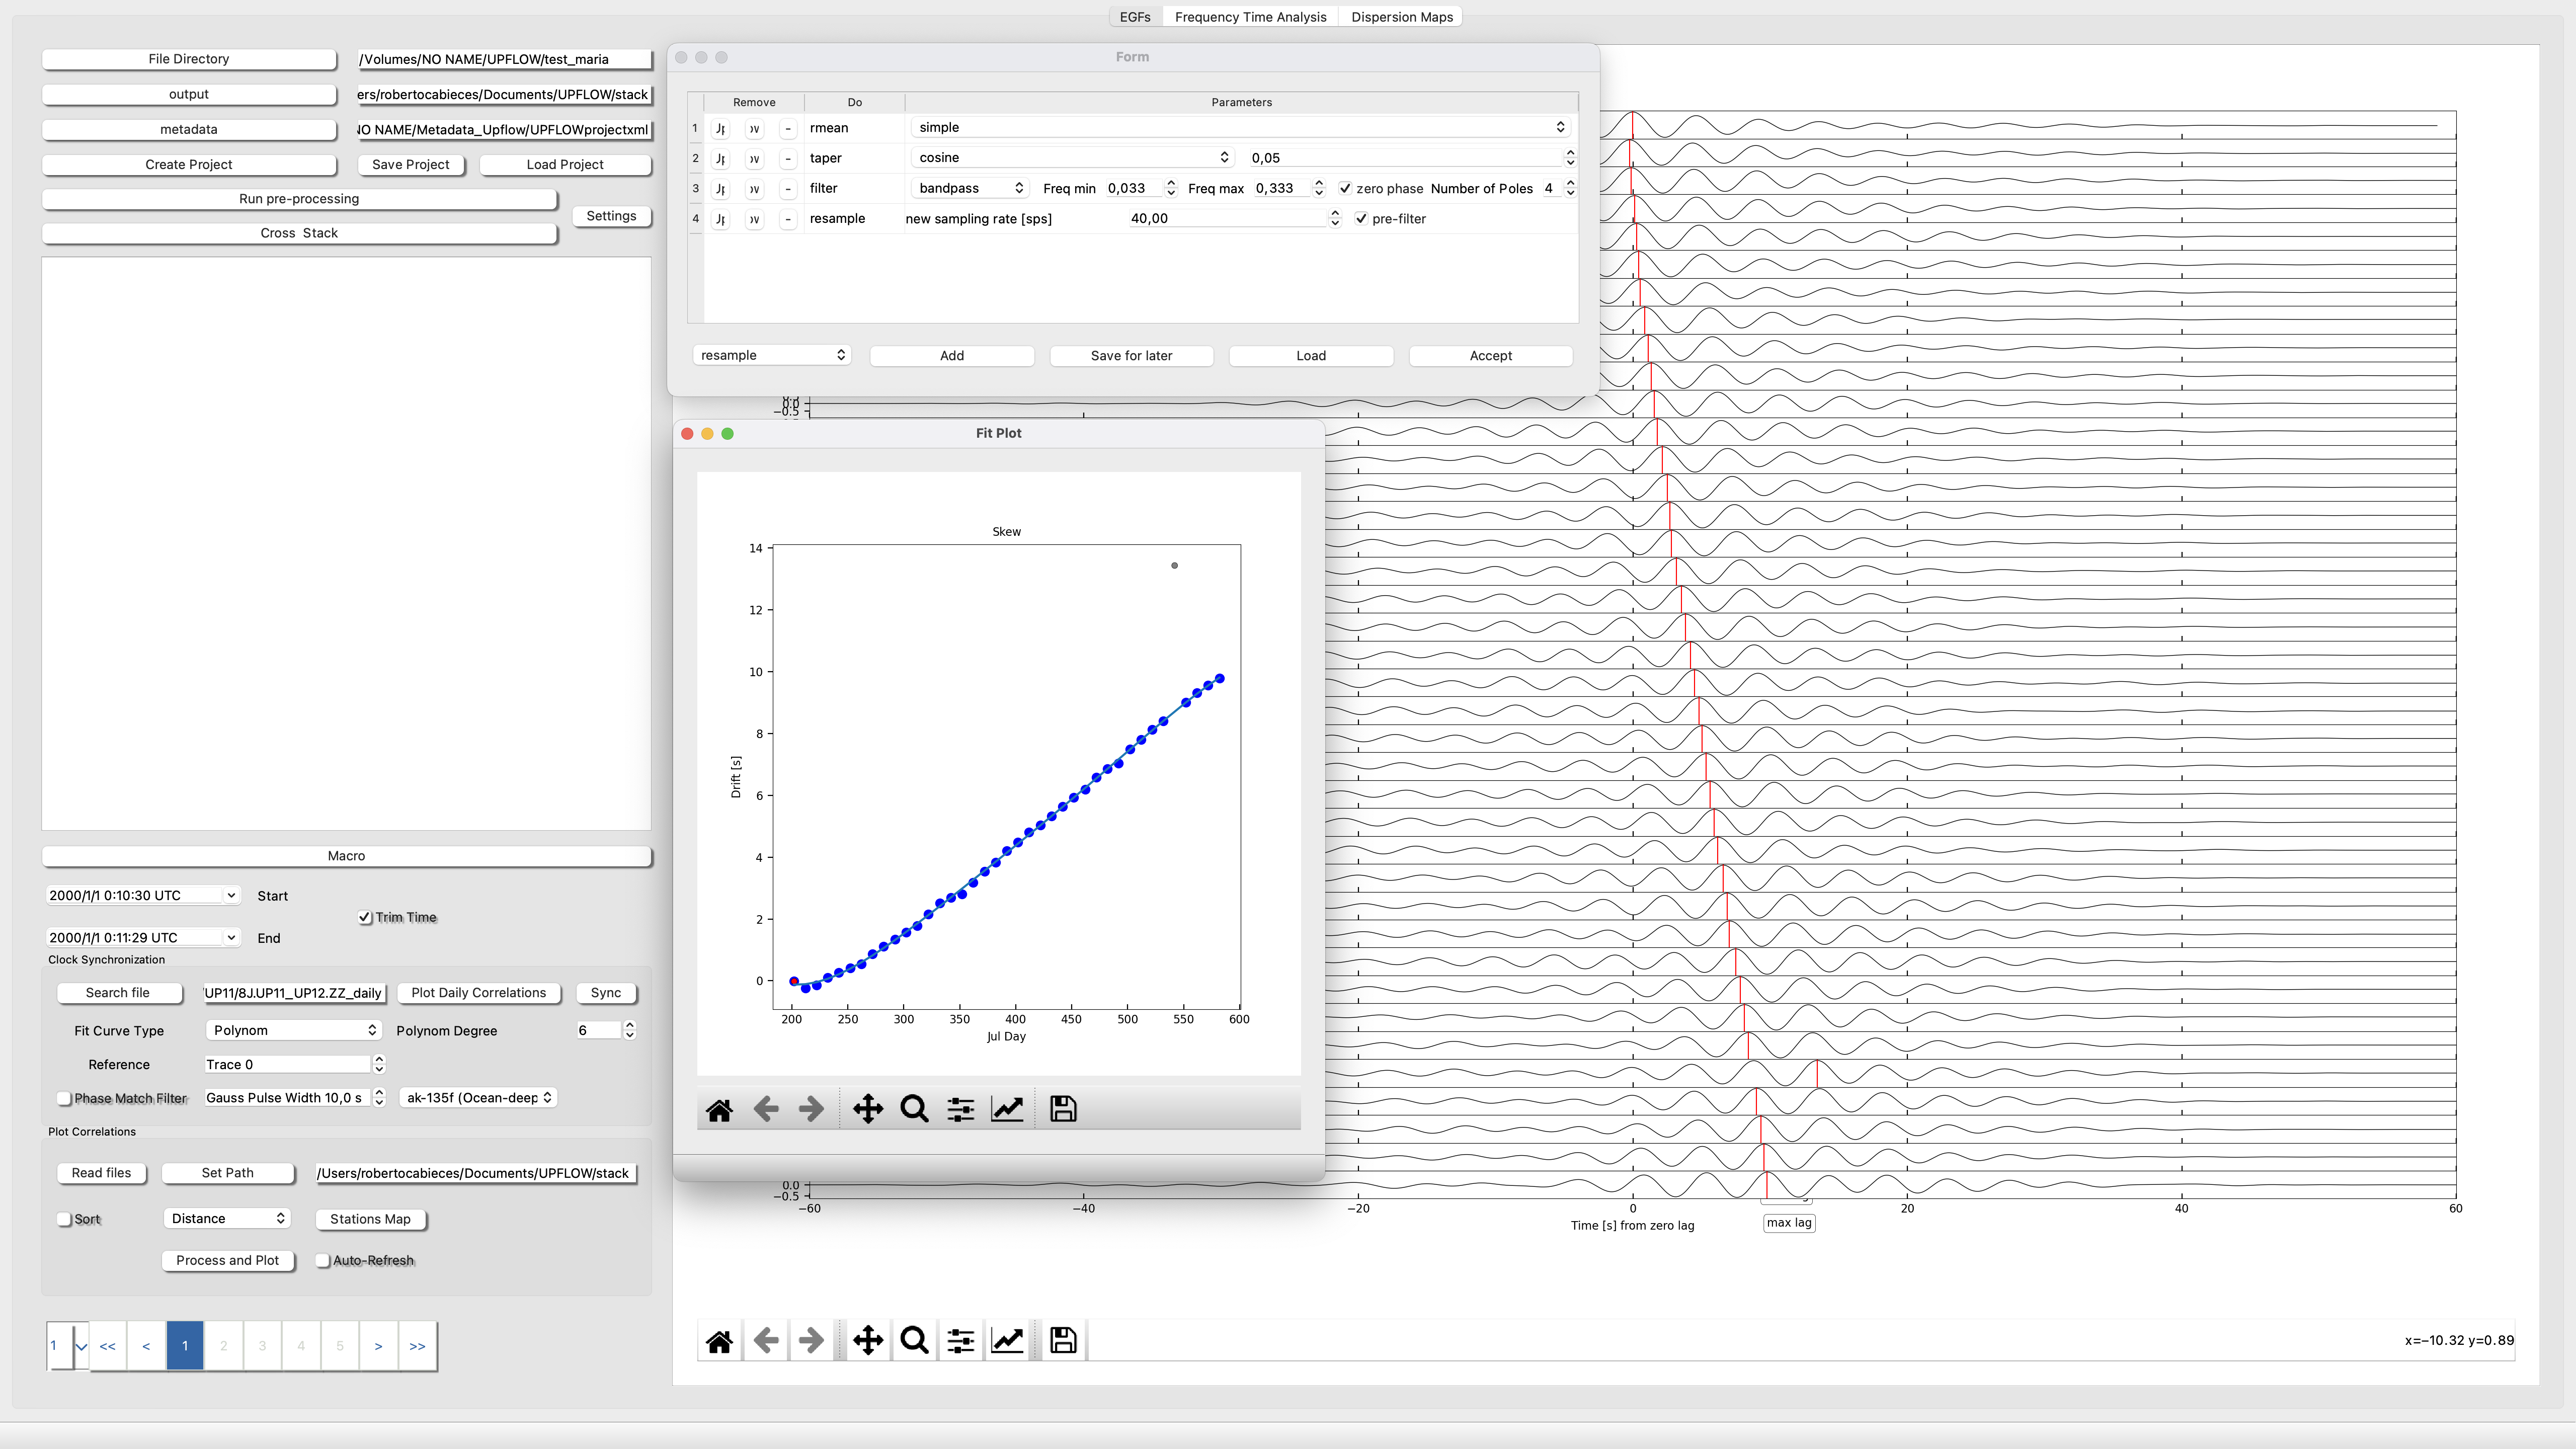 EGFs Frequency Time Analysis Dispersion Maps
File Directory /Volumes/NO NAME/UPFLOW/test_maria
output ers/robertocabieces/Documents/UPFLOW/stack
metadata NO NAME/Metadata_Upflow/UPFLOWprojectxml
Create Project Save Project Load Project
Run pre-processing
Settings
Cross Stack
Form
Remove Do Parameters
1 - rmean simple
2 - taper cosine 0,05
3 - filter bandpass Freq min 0,033 Freq max 0,333 zero phase Number of Poles 4
4 - resample new sampling rate [sps] 40,00 pre-filter
resample Add Save for later Load Accept
0.0
−0.5
Fit Plot
Skew
14
12
10
8
6
4
2
0
Drift [s]
200 250 300 350 400 450 500 550 600
Jul Day
Macro
2000/1/1 0:10:30 UTC Start
Trim Time
2000/1/1 0:11:29 UTC End
Clock Synchronization
Search file 'UP11/8J.UP11_UP12.ZZ_daily Plot Daily Correlations Sync
Fit Curve Type Polynom Polynom Degree 6
Reference Trace 0
Phase Match Filter Gauss Pulse Width 10,0 s ak-135f (Ocean-deep
Plot Correlations
Read files Set Path /Users/robertocabieces/Documents/UPFLOW/stack
Sort Distance Stations Map
Process and Plot Auto-Refresh
0.0
−0.5
−60 −40 −20 0 20 40 60
Time [s] from zero lag
max lag
1 << < 1 2 3 4 5 > >>
x=−10.32 y=0.89